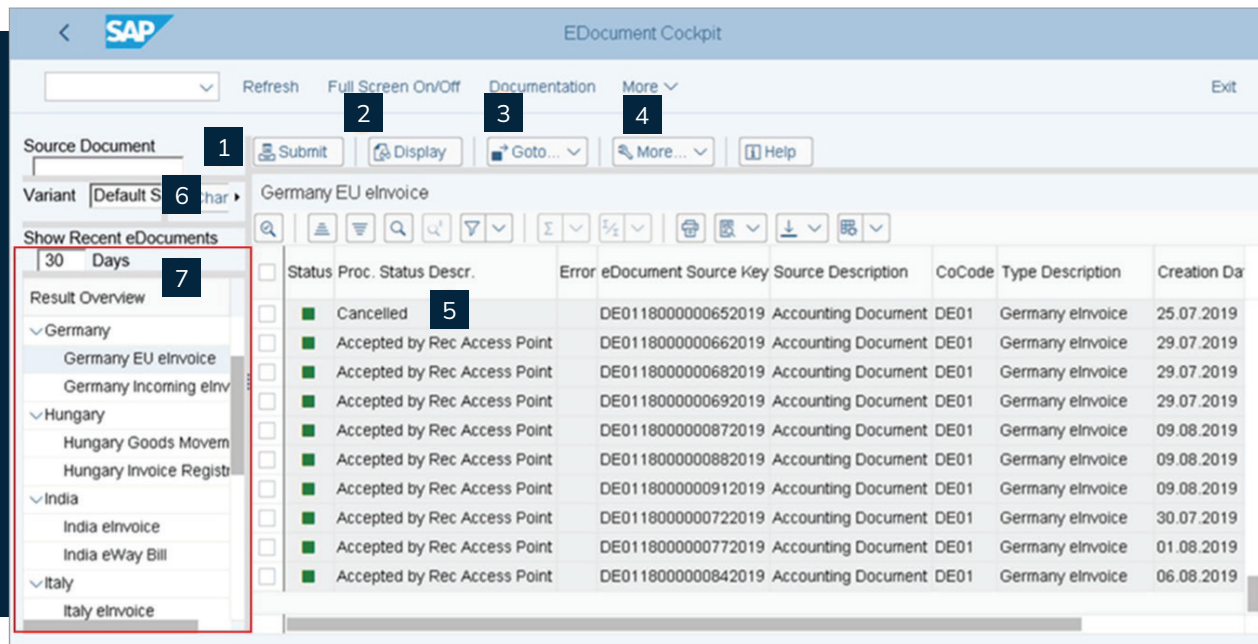 SAP
EDocument Cockpit
Refresh Full Screen On/Off Documentation More Exit
2 3 4
Source Document
1 Submit Display Goto... More... Help
Variant Default S 6 Char
Germany EU eInvoice
Show Recent eDocuments
30 Days
7
Result Overview
Germany
Germany EU eInvoice
Germany Incoming eInv
Hungary
Hungary Goods Movem
Hungary Invoice Registr
India
India eInvoice
India eWay Bill
Italy
Italy eInvoice
Status Proc. Status Descr. Error eDocument Source Key Source Description CoCode Type Description Creation Da
Cancelled 5 DE0118000000652019 Accounting Document DE01 Germany eInvoice 25.07.2019
Accepted by Rec Access Point DE0118000000662019 Accounting Document DE01 Germany eInvoice 29.07.2019
Accepted by Rec Access Point DE0118000000682019 Accounting Document DE01 Germany eInvoice 29.07.2019
Accepted by Rec Access Point DE0118000000692019 Accounting Document DE01 Germany eInvoice 29.07.2019
Accepted by Rec Access Point DE0118000000872019 Accounting Document DE01 Germany eInvoice 09.08.2019
Accepted by Rec Access Point DE0118000000882019 Accounting Document DE01 Germany eInvoice 09.08.2019
Accepted by Rec Access Point DE0118000000912019 Accounting Document DE01 Germany eInvoice 09.08.2019
Accepted by Rec Access Point DE0118000000722019 Accounting Document DE01 Germany eInvoice 30.07.2019
Accepted by Rec Access Point DE0118000000772019 Accounting Document DE01 Germany eInvoice 01.08.2019
Accepted by Rec Access Point DE0118000000842019 Accounting Document DE01 Germany eInvoice 06.08.2019